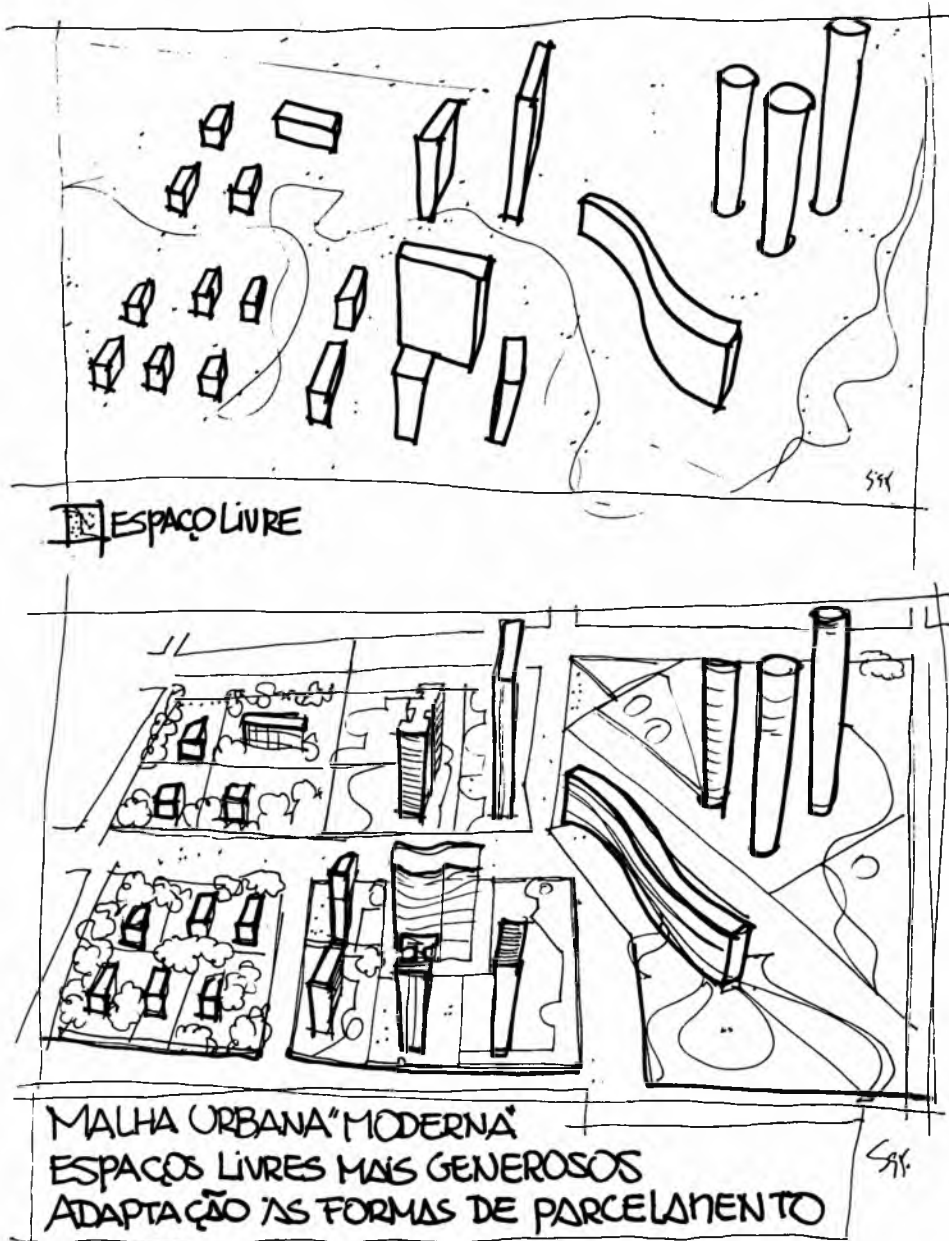 ESPAÇO LIVRE
MALHA URBANA "MODERNA"
ESPAÇOS LIVRES MAIS GENEROSOS
ADAPTAÇÃO ÀS FORMAS DE PARCELAMENTO